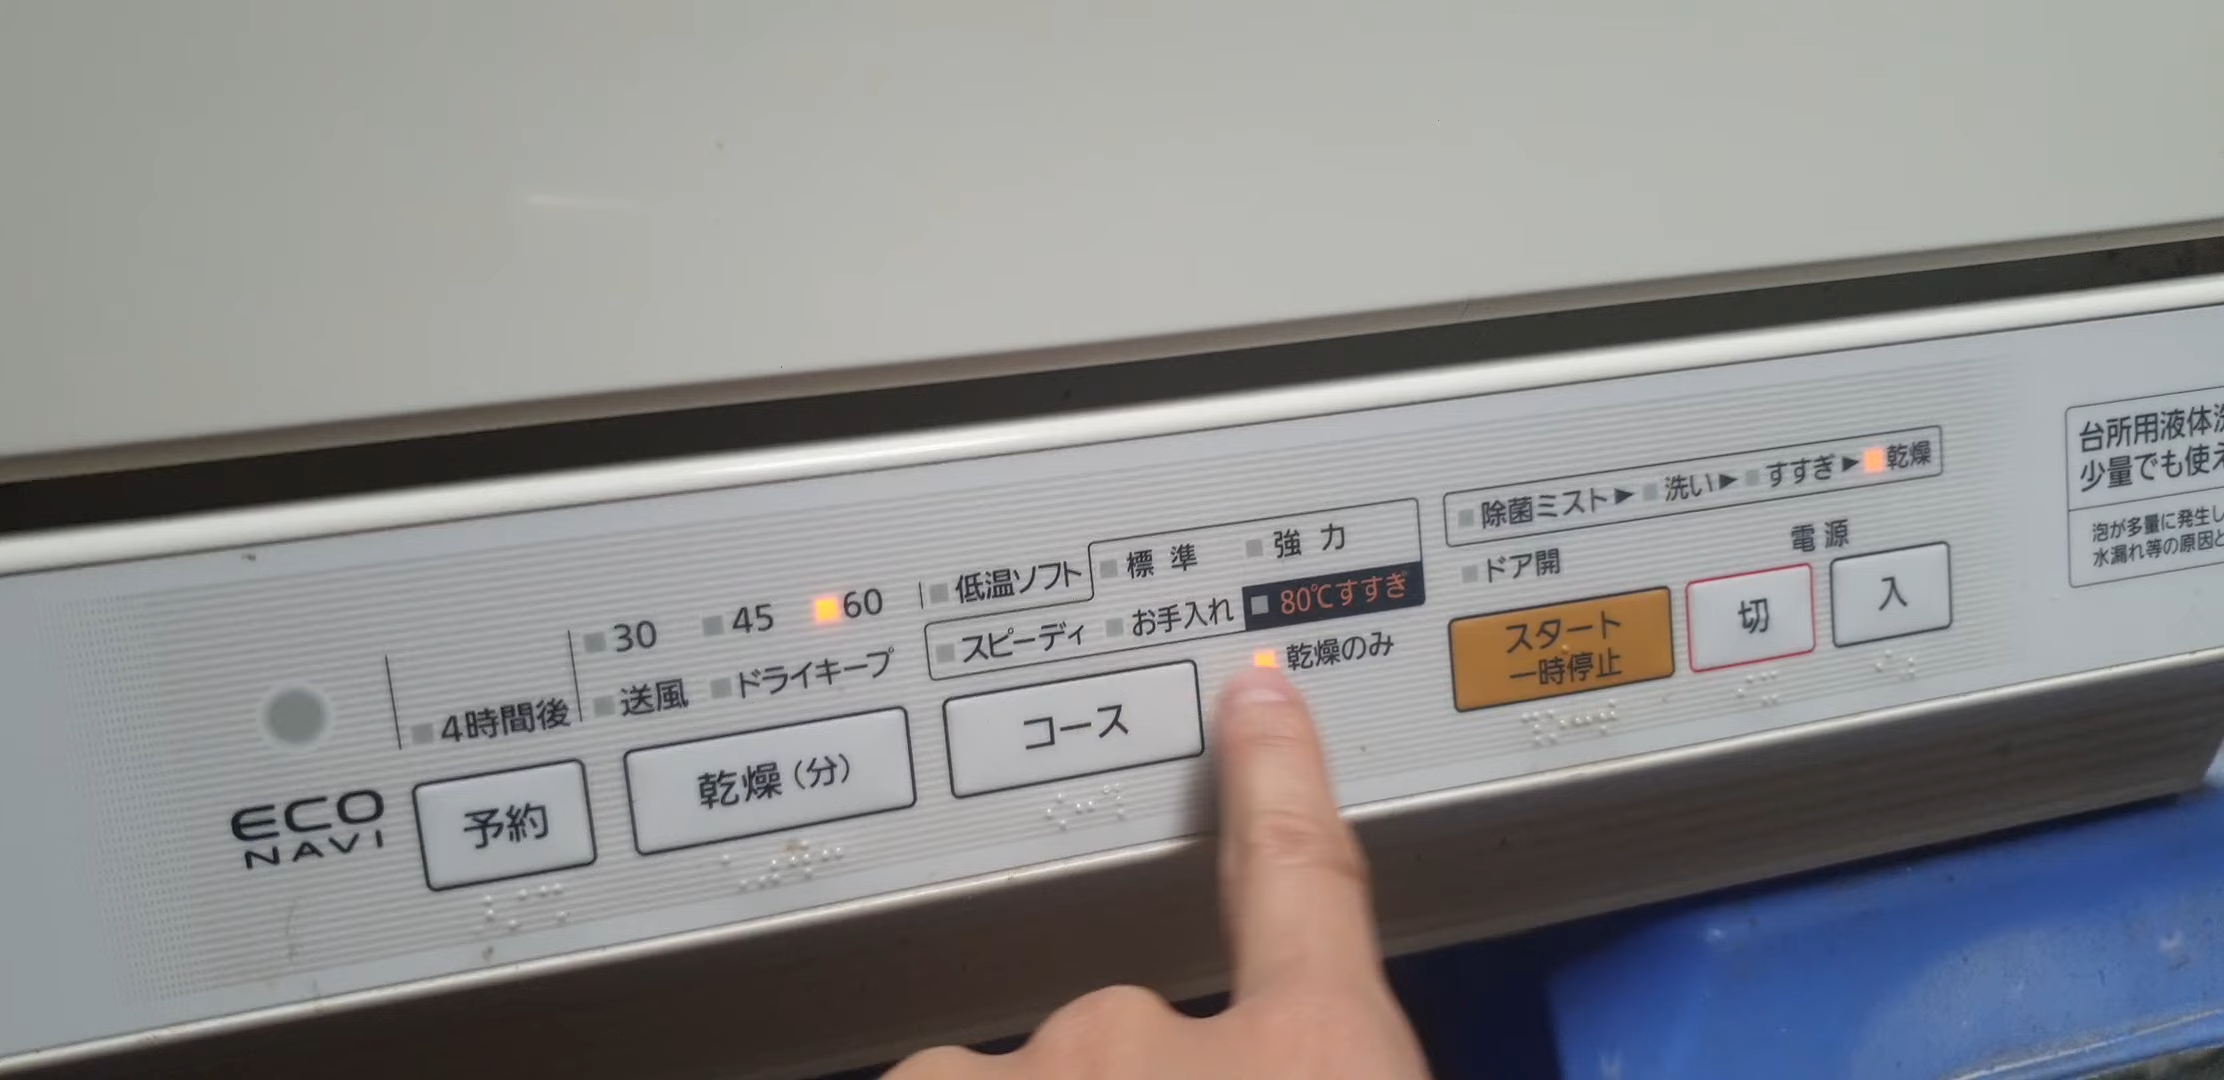 除菌ミスト▶洗い▶すすぎ▶乾燥
ドア開
電源
スタート
一時停止
切
入
低温ソフト
標準
強力
スピーディ
お手入れ
80℃すすぎ
乾燥のみ
コース
30
45
60
送風
ドライキープ
乾燥(分)
4時間後
予約
ECO
NAVI
台所用液体
少量でも使
泡が多量に発生し
水漏れ等の原因と